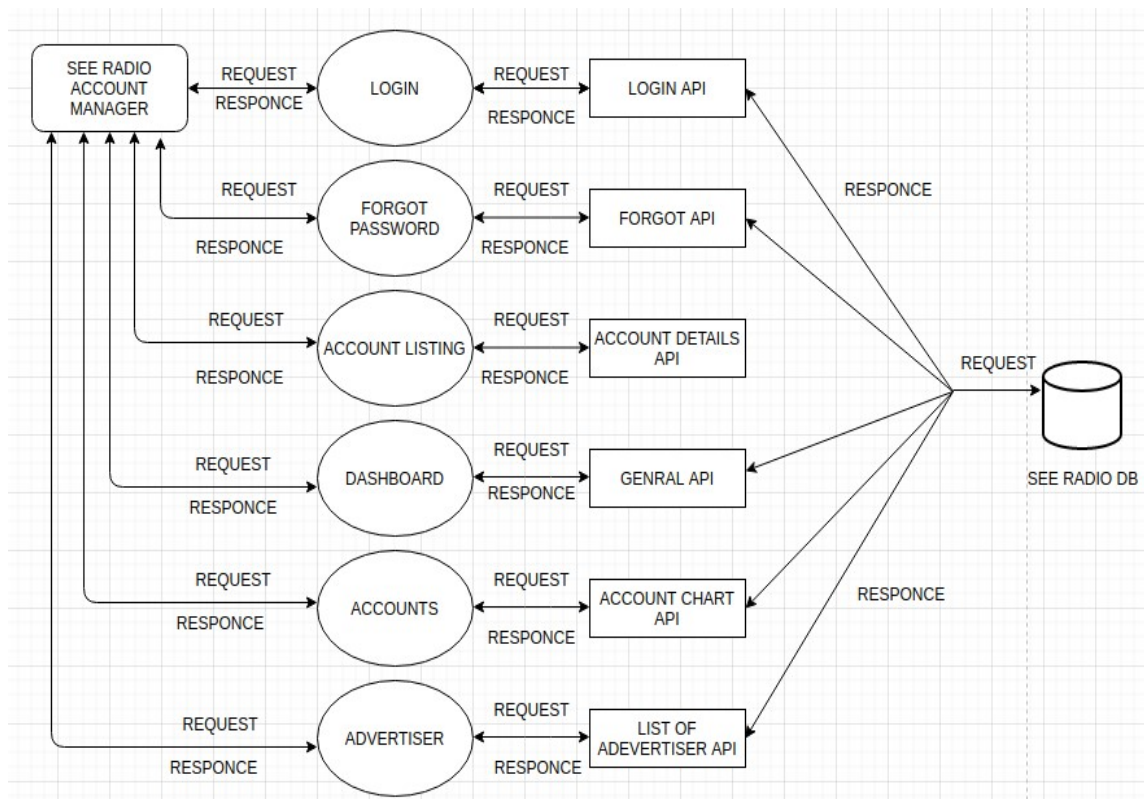 SEE RADIO
ACCOUNT
MANAGER
REQUEST
RESPONCE
LOGIN
REQUEST
RESPONCE
LOGIN API
RESPONCE
REQUEST
RESPONCE
FORGOT
PASSWORD
REQUEST
RESPONCE
FORGOT API
REQUEST
RESPONCE
ACCOUNT LISTING
REQUEST
RESPONCE
ACCOUNT DETAILS
API
REQUEST
SEE RADIO DB
REQUEST
RESPONCE
DASHBOARD
REQUEST
RESPONCE
GENRAL API
REQUEST
RESPONCE
ACCOUNTS
REQUEST
RESPONCE
ACCOUNT CHART
API
RESPONCE
REQUEST
RESPONCE
ADVERTISER
REQUEST
RESPONCE
LIST OF
ADEVERTISER API